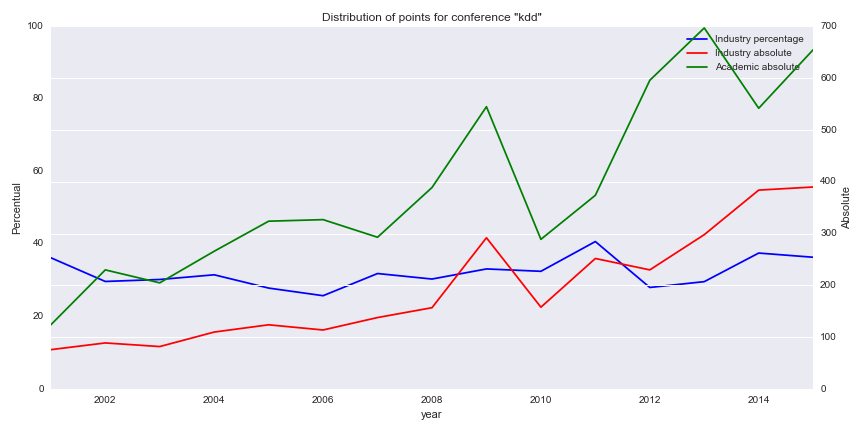 Distribution of points for conference "kdd"
Industry percentage
Industry absolute
Academic absolute
Percentual
100
80
60
40
20
0
Absolute
700
600
500
400
300
200
100
0
2002 2004 2006 2008 2010 2012 2014
year